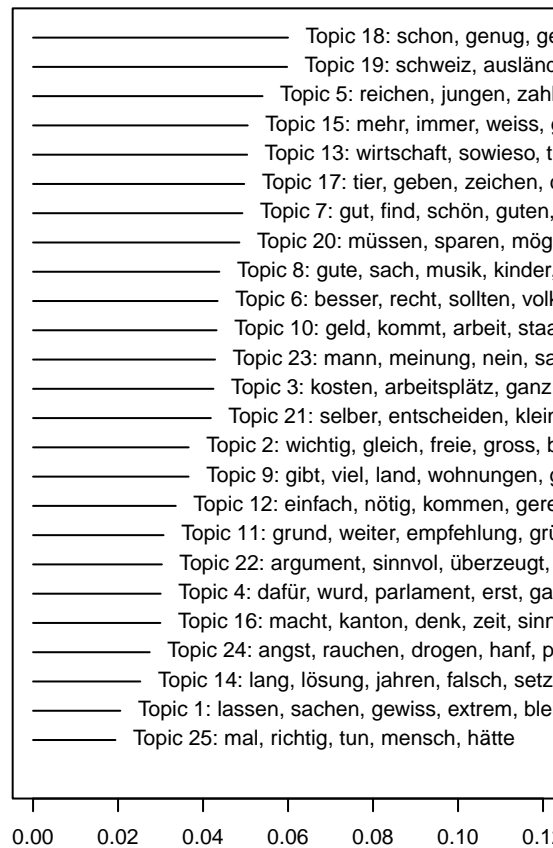 Topic 18: schon, genug,
Topic 19: schweiz,
Topic 5: reichen, jungen,
Topic 15: mehr, immer, weiss,
Topic 13: wirtschaft, sowieso,
Topic 17: tier, geben, zeichen,
Topic 7: gut, find, schön, guten,
Topic 20: müssen, sparen,
Topic 8: gute, sach, musik, kinder,
Topic 6: besser, recht, sollten,
Topic 10: geld, kommt, arbeit,
Topic 23: mann, meinung, nein,
Topic 3: kosten, arbeitsplätz, ganz
Topic 21: selber, entscheiden,
Topic 2: wichtig, gleich, freie, gross,
Topic 9: gibt, viel, land, wohnungen,
Topic 12: einfach, nötig, kommen,
Topic 11: grund, weiter, empfehlung,
Topic 22: argument, sinnvol, überzeugt,
Topic 4: dafür, wurd, parlament, erst,
Topic 16: macht, kanton, denk, zeit,
Topic 24: angst, rauchen, drogen, hanf,
Topic 14: lang, lösung, jahren, falsch,
Topic 1: lassen, sachen, gewiss, extrem,
Topic 25: mal, richtig, tun, mensch, hätte
0.00 0.02 0.04 0.06 0.08 0.10